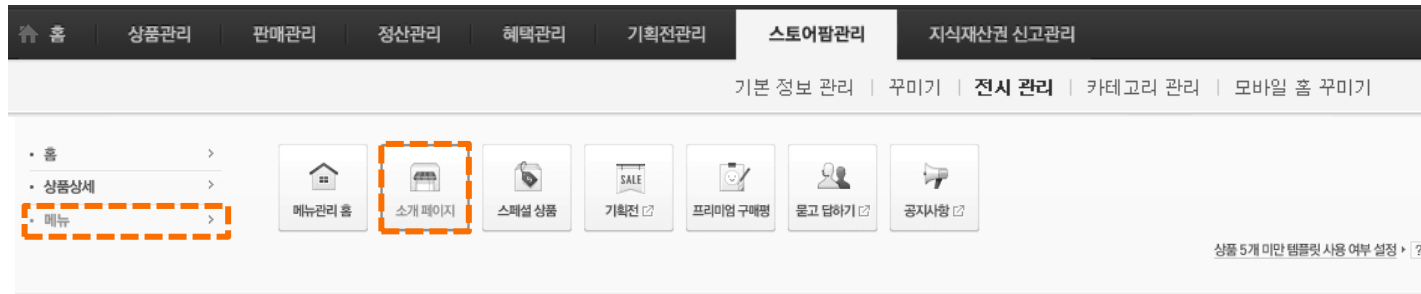 홈 상품관리 판매관리 정산관리 혜택관리 기획전관리 스토어팜관리 지식재산권 신고관리
기본 정보 관리 | 꾸미기 | 전시 관리 | 카테고리 관리 | 모바일 홈 꾸미기
· 홈 >
· 상품상세 >
· 메뉴 >
SALE
메뉴관리 홈 소개 페이지 스페셜 상품 기획전 프리미엄 구매평 묻고 답하기 공지사항
상품 5개 미만 템플릿 사용 여부 설정 ?